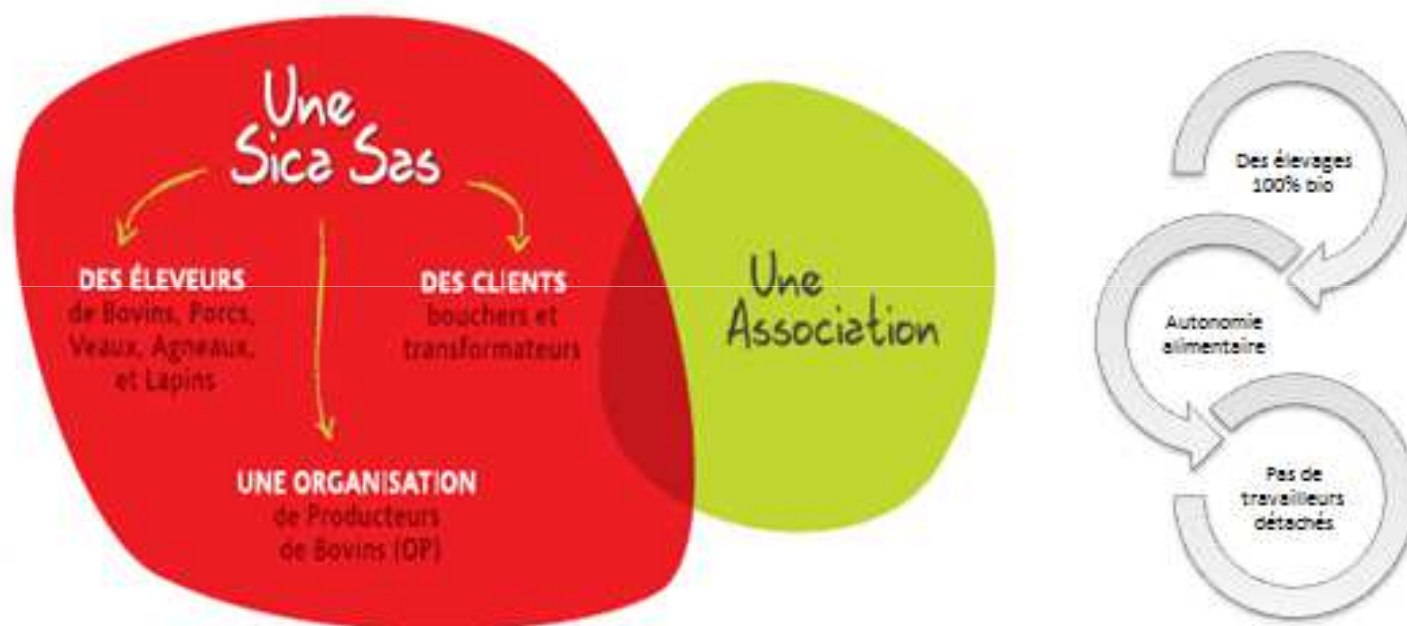 Une
Sica Sas
DES ÉLEVEURS
de Bovins, Porcs,
Veaux, Agneaux,
et Lapins
DES CLIENTS
bouchers et
transformateurs
UNE ORGANISATION
de Producteurs
de Bovins (OP)
Une
Association
Des élevages
100% bio
Autonomie
alimentaire
Pas de
travailleurs
détachés